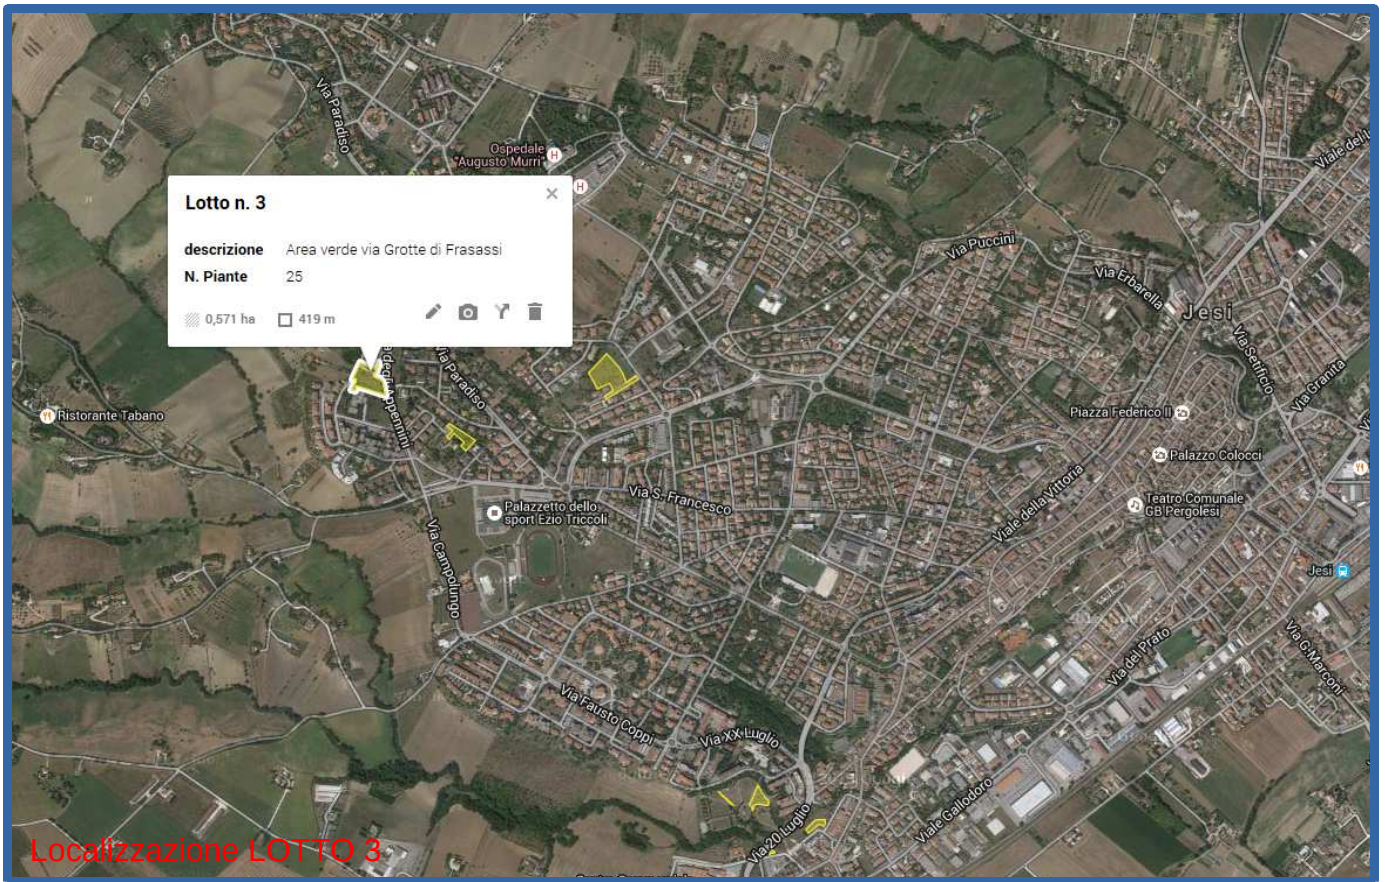 Via Paradiso
Ospedale
"Augusto Murri"
H
H
Viale del L
Lotto n. 3
descrizione Area verde via Grotte di Frasassi
N. Piante 25
0,571 ha 419 m
Via Puccini
Via Erbarella
Jesi
Via Setificio
Via Granita
Via Paradiso
Ristorante Tabano
Piazza Federico II
Palazzo Colocci
Teatro Comunale
GB Pergolesi
Viale della Vittoria
Via S. Francesco
Palazzetto dello
sport Ezio Triccoli
Via Campolungo
Jesi
Via G. Marconi
Via del Prato
Via Fausto Coppi
Via XX Luglio
Via 20 Luglio
Viale Gallodoro
Localizzazione LOTTO 3